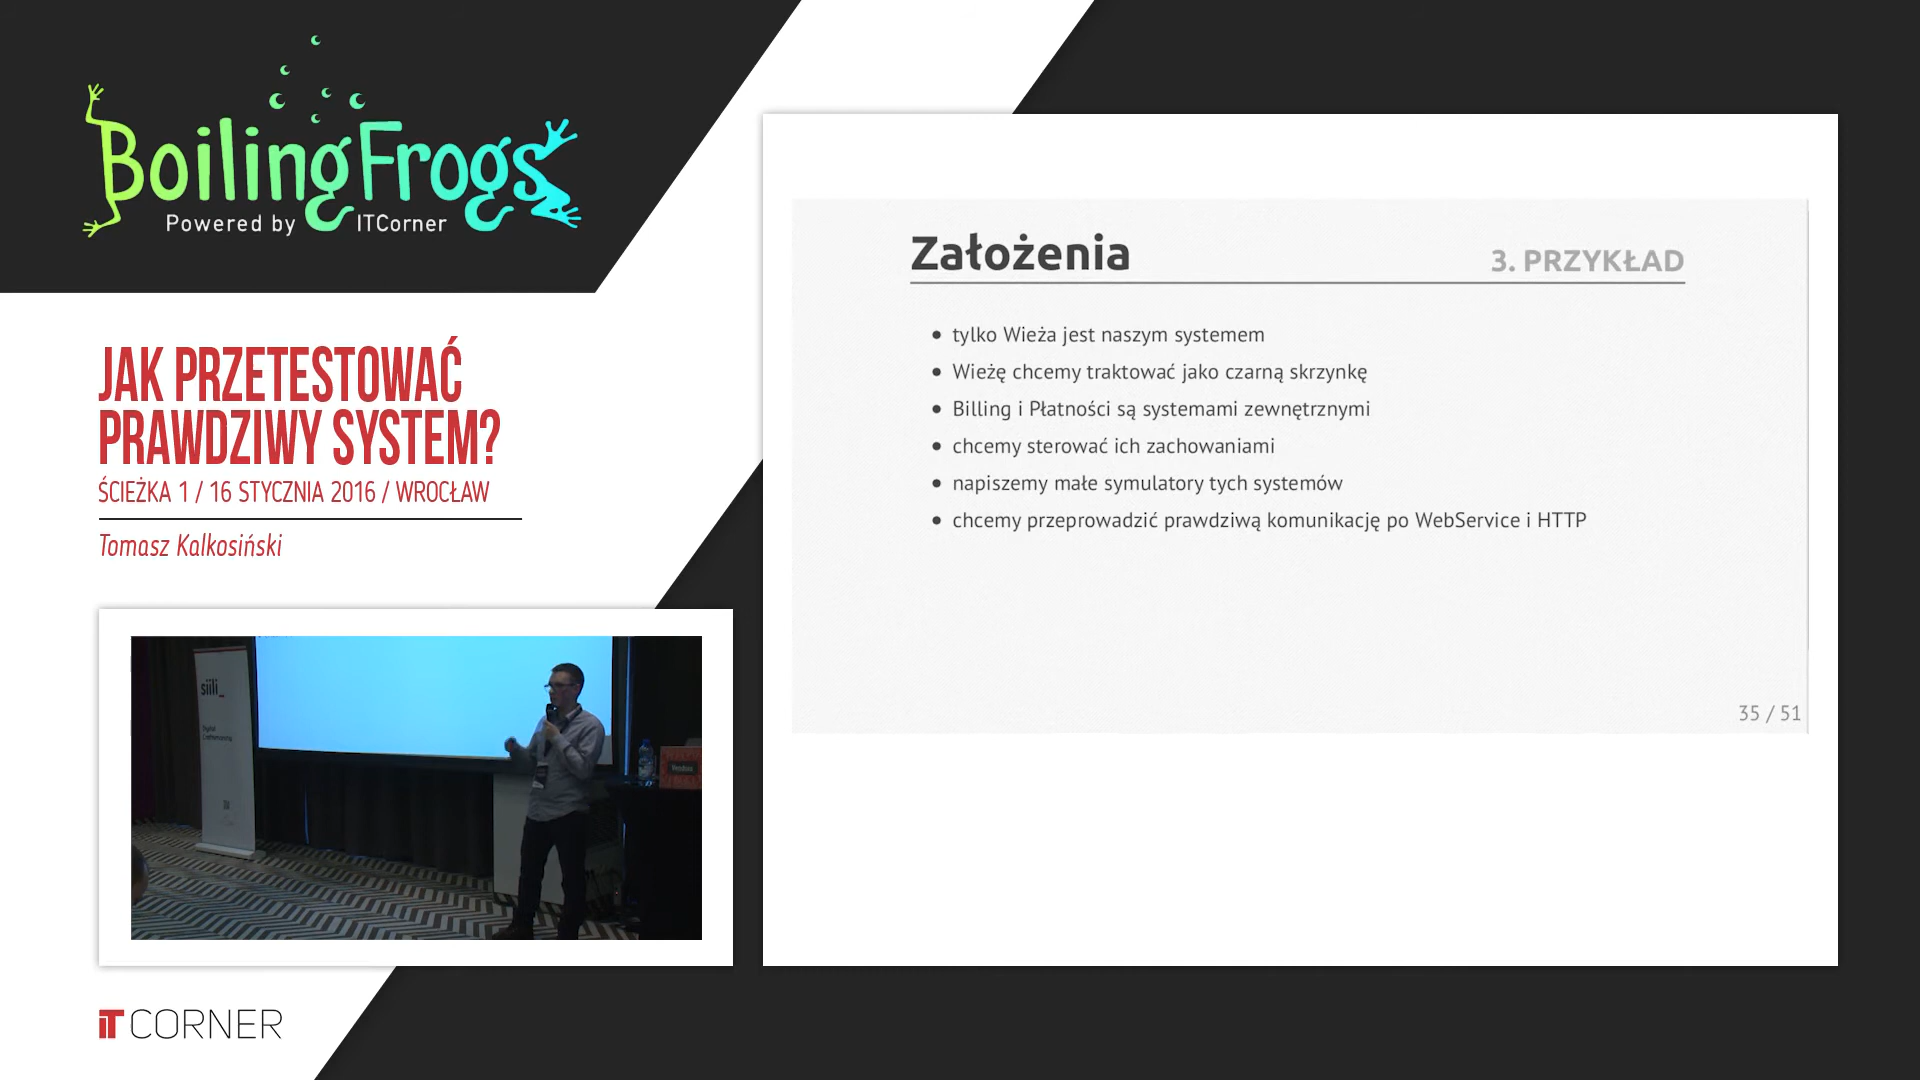 BoilingFrogs
Powered by ITCorner
JAK PRZETESTOWAĆ
PRAWDZIWY SYSTEM?
ŚCIEŻKA 1 / 16 STYCZNIA 2016 / WROCŁAW
Tomasz Kalkosiński
siili_
IT CORNER
Założenia
3. PRZYKŁAD
• tylko Wieża jest naszym systemem
• Wieżę chcemy traktować jako czarną skrzynkę
• Billing i Płatności są systemami zewnętrznymi
• chcemy sterować ich zachowaniami
• napiszemy małe symulatory tych systemów
• chcemy przeprowadzić prawdziwą komunikację po WebService i HTTP
35 / 51